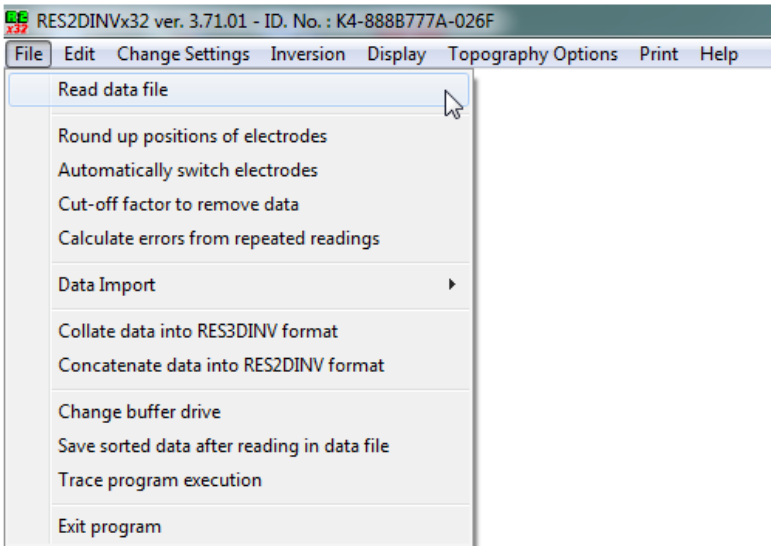 RES2DINVx32 ver. 3.71.01 - ID. No. : K4-888B777A-026F
File Edit Change Settings Inversion Display Topography Options Print Help
Read data file
Round up positions of electrodes
Automatically switch electrodes
Cut-off factor to remove data
Calculate errors from repeated readings
Data Import
Collate data into RES3DINV format
Concatenate data into RES2DINV format
Change buffer drive
Save sorted data after reading in data file
Trace program execution
Exit program